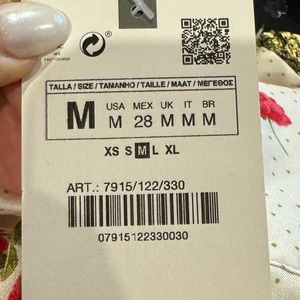 TALLA / SIZE / TAMANHO / TAILLE / MAAT / ΜΕΓΕΘΟΣ
M
USA MEX UK IT BR
M 28 M M M
XS S M L XL
ART.: 7915/122/330
07915122330030